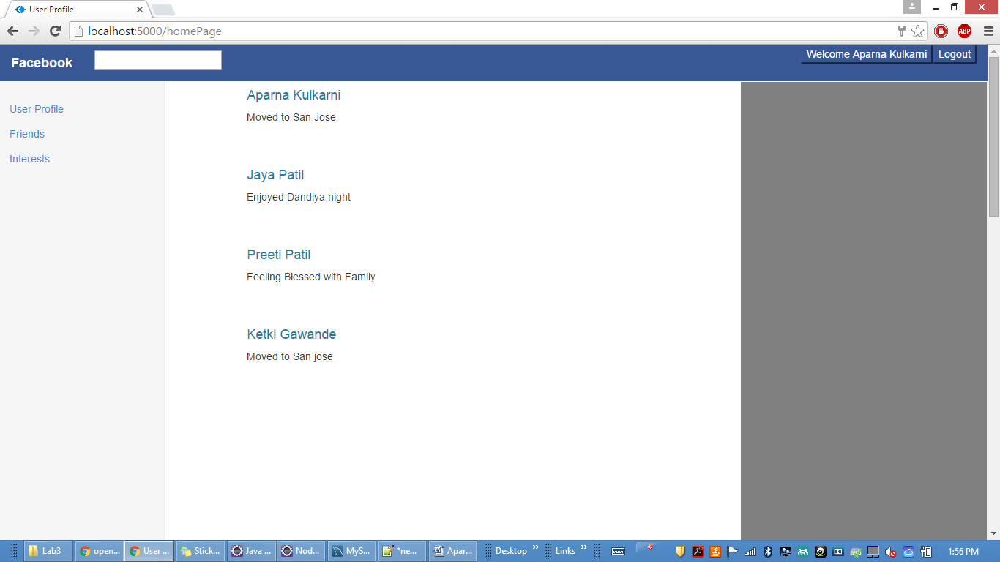 User Profile
localhost:5000/homePage
ABP
Facebook
Welcome Aparna Kulkarni
Logout
User Profile
Friends
Interests
Aparna Kulkarni
Moved to San Jose
Jaya Patil
Enjoyed Dandiya night
Preeti Patil
Feeling Blessed with Family
Ketki Gawande
Moved to San jose
Lab3
open...
User ...
Stick...
Java ...
Nod...
MyS...
*ne...
Apar...
Desktop »
Links »
1:56 PM